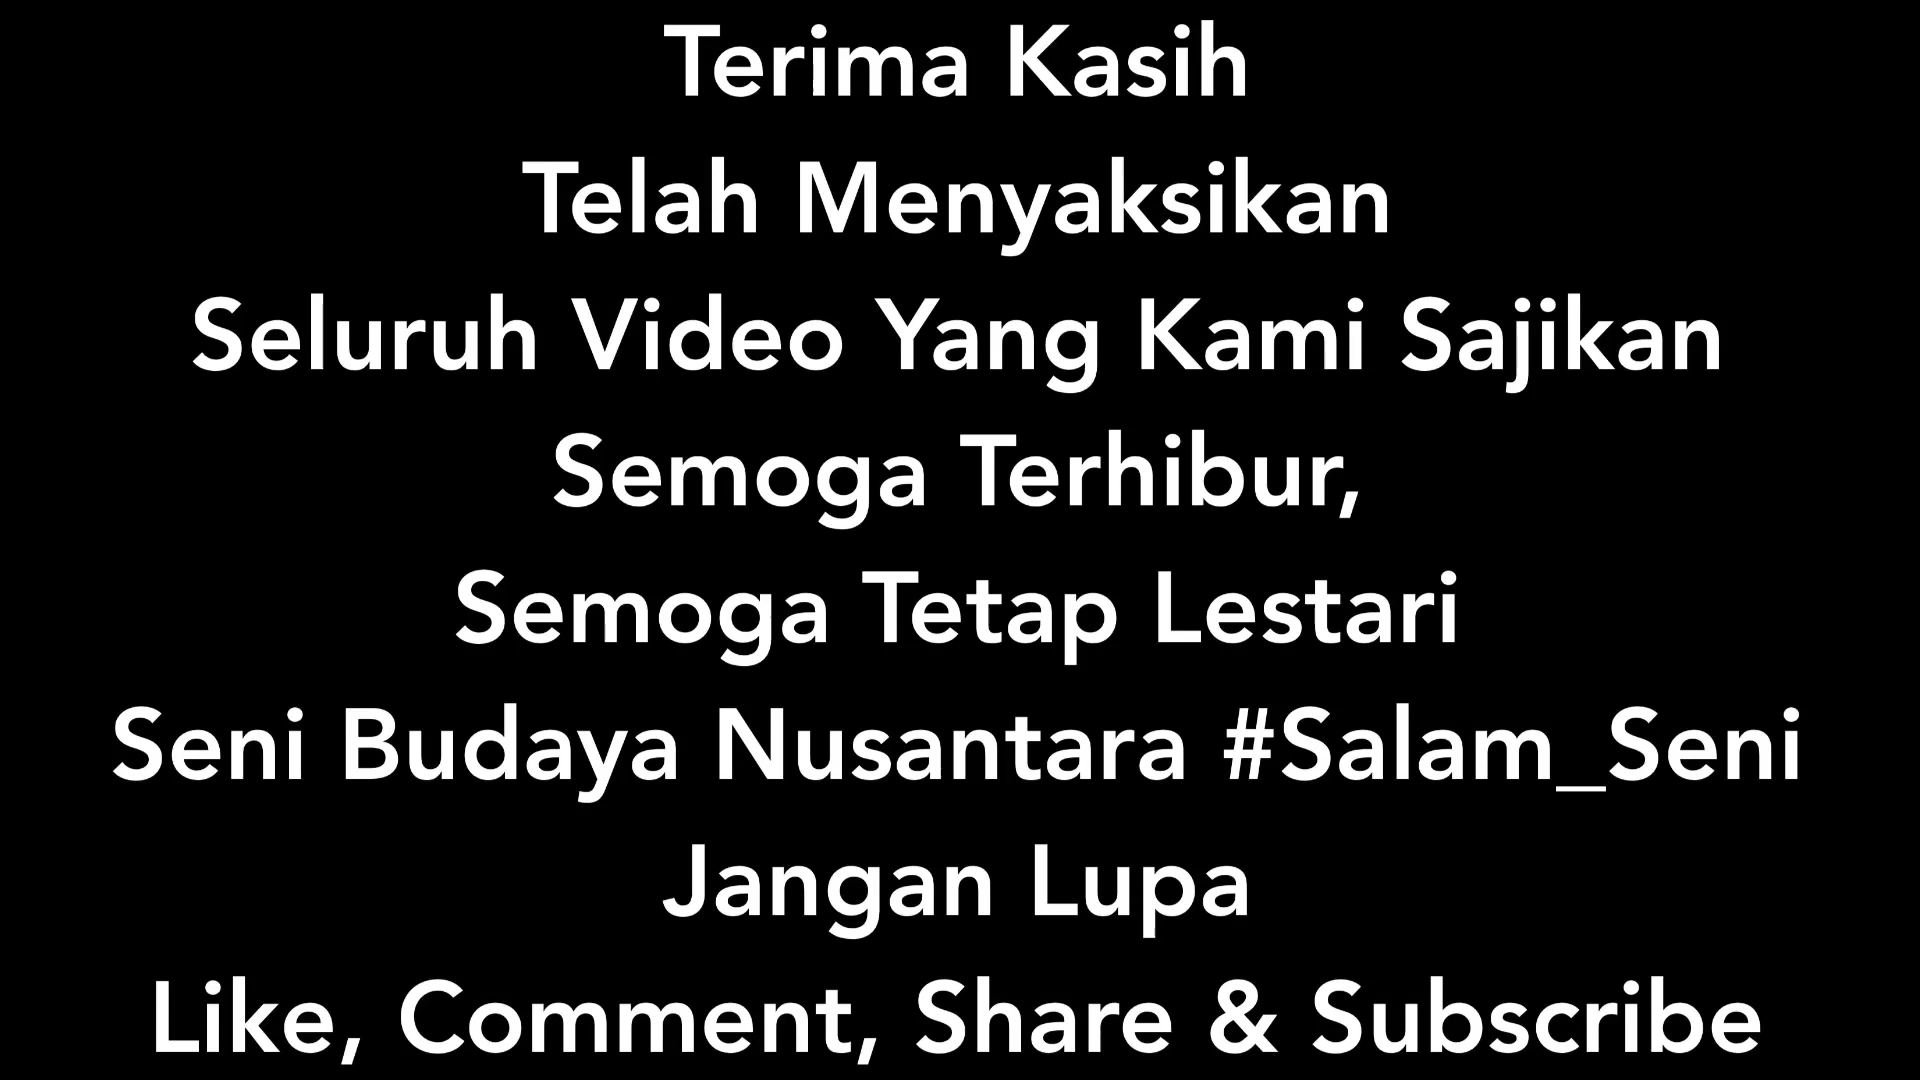 Terima Kasih
Telah Menyaksikan
Seluruh Video Yang Kami Sajikan
Semoga Terhibur,
Semoga Tetap Lestari
Seni Budaya Nusantara #Salam_Seni
Jangan Lupa
Like, Comment, Share & Subscribe